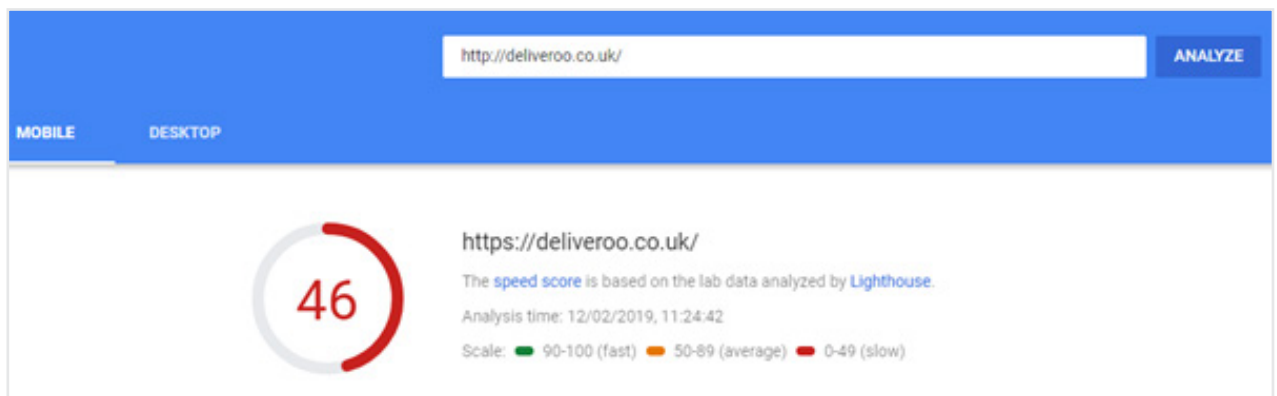 http://deliveroo.co.uk/
ANALYZE
MOBILE
DESKTOP
46
https://deliveroo.co.uk/
The speed score is based on the lab data analyzed by Lighthouse.
Analysis time: 12/02/2019, 11:24:42
Scale: 90-100 (fast) 50-89 (average) 0-49 (slow)